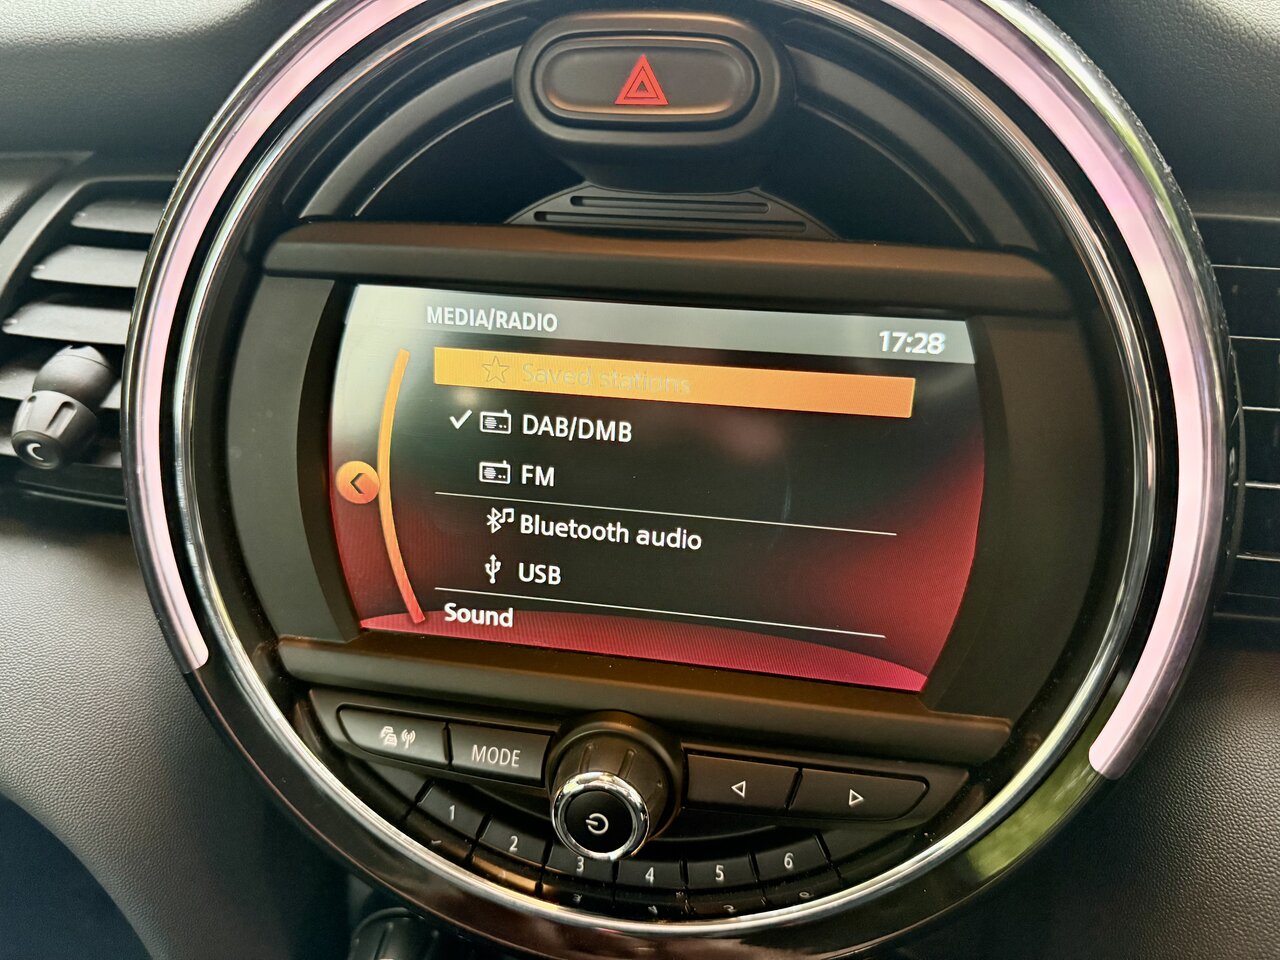 MEDIA/RADIO
17:28
Saved stations
DAB/DMB
FM
Bluetooth audio
USB
Sound
MODE
1
2
3
4
5
6